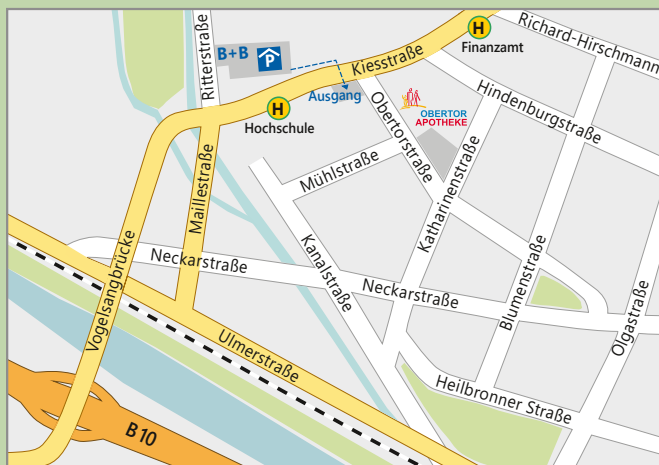 Ritterstraße
B+B
P
Kiesstraße
H
Finanzamt
Richard-Hirschmann
Ausgang
H
Hochschule
Obertorstraße
OBERTOR
APOTHEKE
Hindenburgstraße
Maillestraße
Mühlstraße
Katharinenstraße
Vogelsangbrücke
Neckarstraße
Kanalstraße
Neckarstraße
Blumenstraße
Olgastraße
Ulmerstraße
Heilbronner Straße
B10